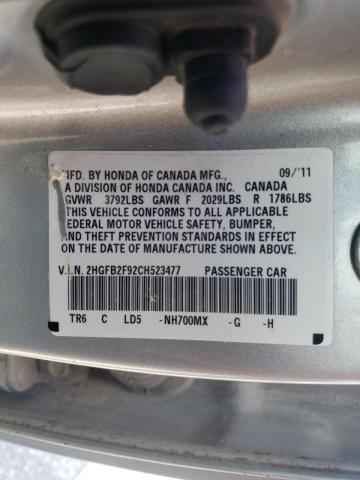 MFD. BY HONDA OF CANADA MFG., 09/'11
A DIVISION OF HONDA CANADA INC. CANADA
GVWR 3792LBS GAWR F 2029LBS R 1786LBS
THIS VEHICLE CONFORMS TO ALL APPLICABLE
FEDERAL MOTOR VEHICLE SAFETY, BUMPER,
AND THEFT PREVENTION STANDARDS IN EFFECT
ON THE DATE OF MANUFACTURE SHOWN ABOVE.
V.I.N. 2HGFB2F92CH523477 PASSENGER CAR
TR6 C LD5 -NH700MX -G -H